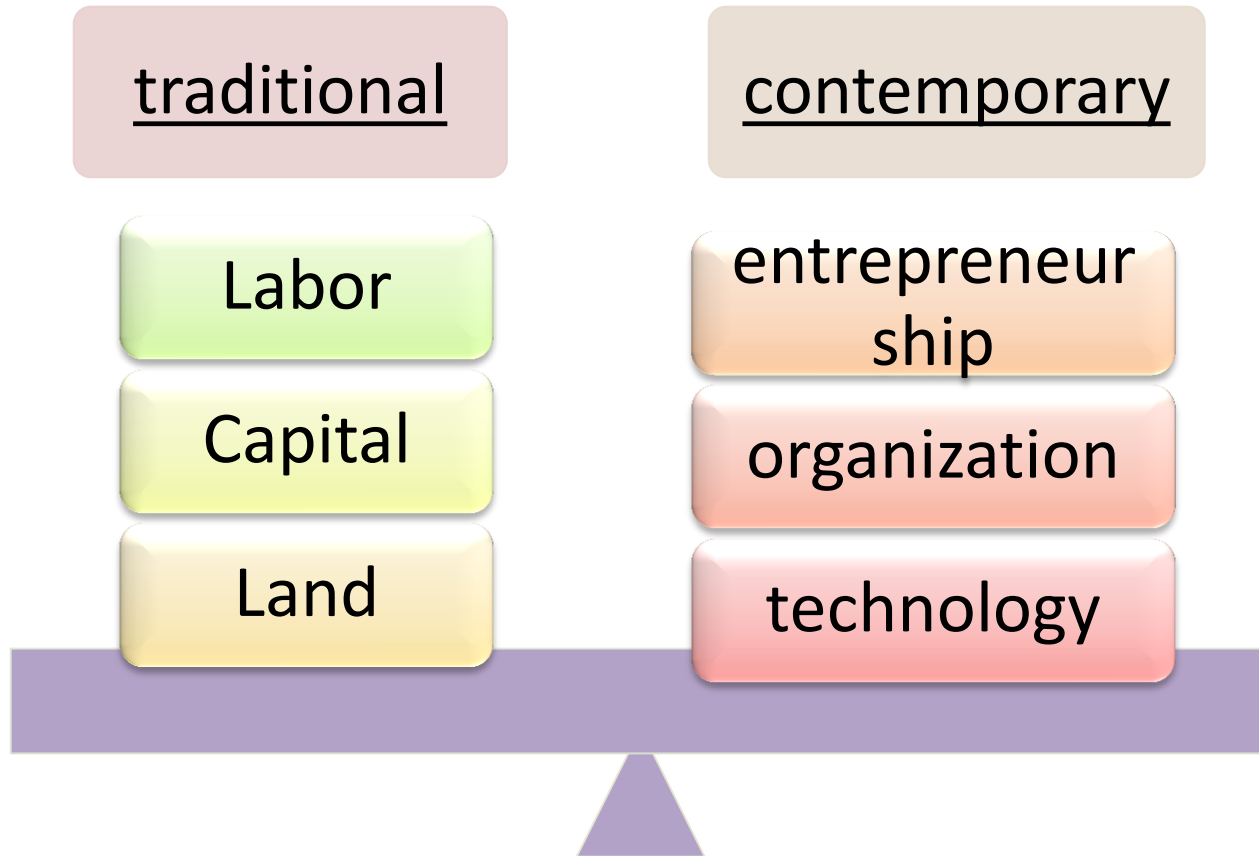 traditional
Labor
Capital
Land
contemporary
entrepreneur
ship
organization
technology